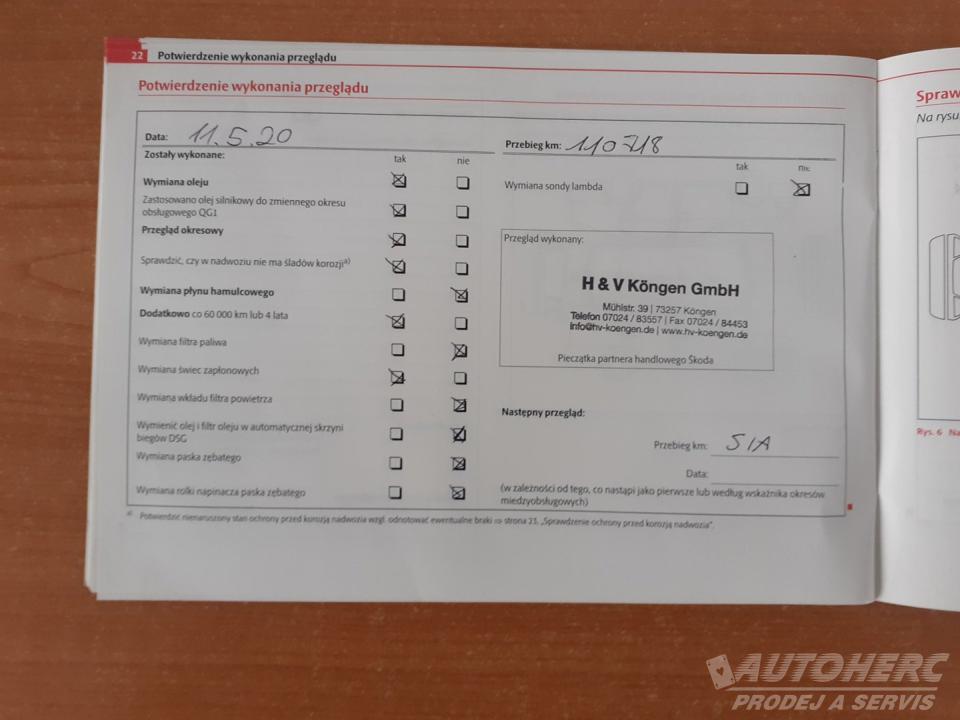 22 Potwierdzenie wykonania przeglądu
Potwierdzenie wykonania przeglądu
Data: 11.5.20
Zostały wykonane: tak nie
Wymiana oleju
Zastosowano olej silnikowy do zmiennego okresu
obsługowego QG1
Przegląd okresowy
Sprawdzić, czy w nadwoziu nie ma śladów korozji a)
Wymiana płynu hamulcowego
Dodatkowo co 60 000 km lub 4 lata
Wymiana filtra paliwa
Wymiana świec zapłonowych
Wymiana wkładu filtra powietrza
Wymienić olej i filtr oleju w automatycznej skrzyni
biegów DSG
Wymiana paska zębatego
Wymiana rolki napinacza paska zębatego
Przebieg km: 110718
tak nie
Wymiana sondy lambda
Przegląd wykonany:
H & V Köngen GmbH
Mühlstr. 39 | 73257 Köngen
Telefon 07024 / 83557 | Fax 07024 / 84453
info@hv-koengen.de | www.hv-koengen.de
Pieczątka partnera handlowego Škoda
Następny przegląd:
Przebieg km: SIA
Data:
(w zależności od tego, co nastąpi jako pierwsze lub według wskaźnika okresów
międzyobsługowych)
a) Potwierdzić nienaruszony stan ochrony przed korozją nadwozia wzgl. odnotować ewentualne braki ⇒ strona 23, „Sprawdzenie ochrony przed korozją nadwozia".
Spraw
Na rysu
Rys. 6 Na
AUTOHERC
PRODEJ A SERVIS